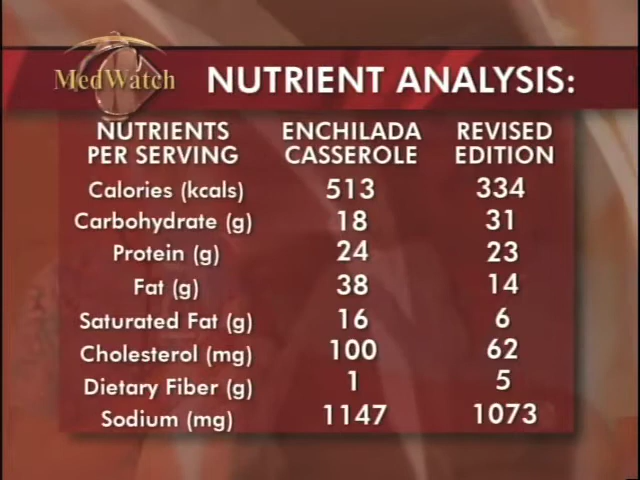 MedWatch
NUTRIENT ANALYSIS:
NUTRIENTS PER SERVING ENCHILADA CASSEROLE REVISED EDITION
Calories (kcals) 513 334
Carbohydrate (g) 18 31
Protein (g) 24 23
Fat (g) 38 14
Saturated Fat (g) 16 6
Cholesterol (mg) 100 62
Dietary Fiber (g) 1 5
Sodium (mg) 1147 1073